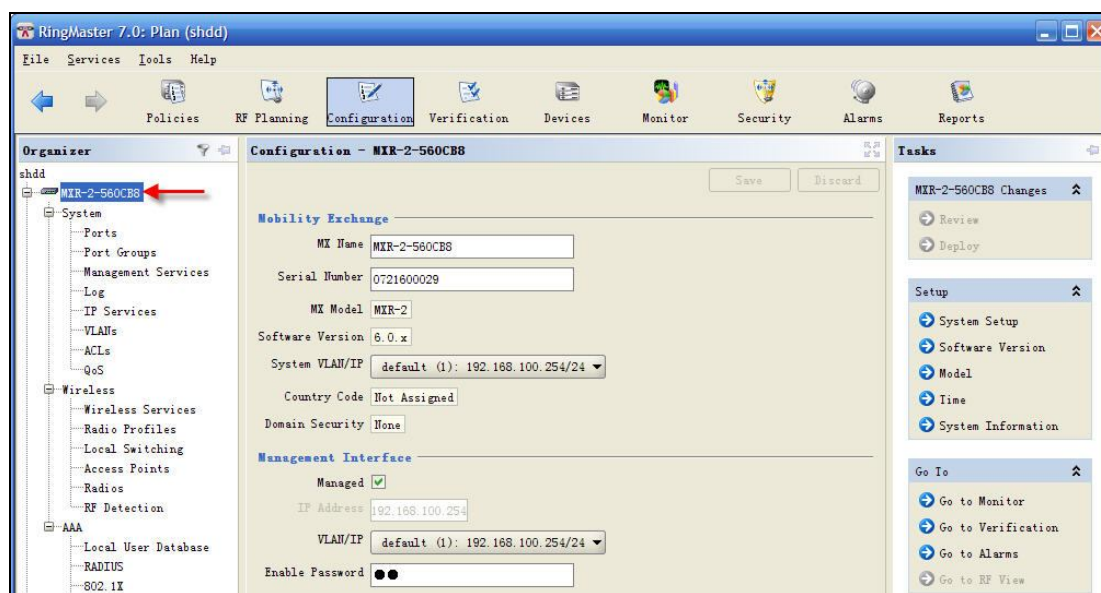 RingMaster 7.0: Plan (shdd)
File Services Tools Help
Policies RF Planning Configuration Verification Devices Monitor Security Alarms Reports
Organizer
shdd
MXR-2-560CB8
System
Ports
Port Groups
Management Services
Log
IP Services
VLANs
ACLs
QoS
Wireless
Wireless Services
Radio Profiles
Local Switching
Access Points
Radios
RF Detection
AAA
Local User Database
RADIUS
802.1X
Configuration - MXR-2-560CB8
Save Discard
Mobility Exchange
MX Name MXR-2-560CB8
Serial Number 0721600029
MX Model MXR-2
Software Version 6.0.x
System VLAN/IP default (1): 192.168.100.254/24
Country Code Not Assigned
Domain Security None
Management Interface
Managed
IP Address 192.168.100.254
VLAN/IP default (1): 192.168.100.254/24
Enable Password
Tasks
MXR-2-560CB8 Changes
Review
Deploy
Setup
System Setup
Software Version
Model
Time
System Information
Go To
Go to Monitor
Go to Verification
Go to Alarms
Go to RF View